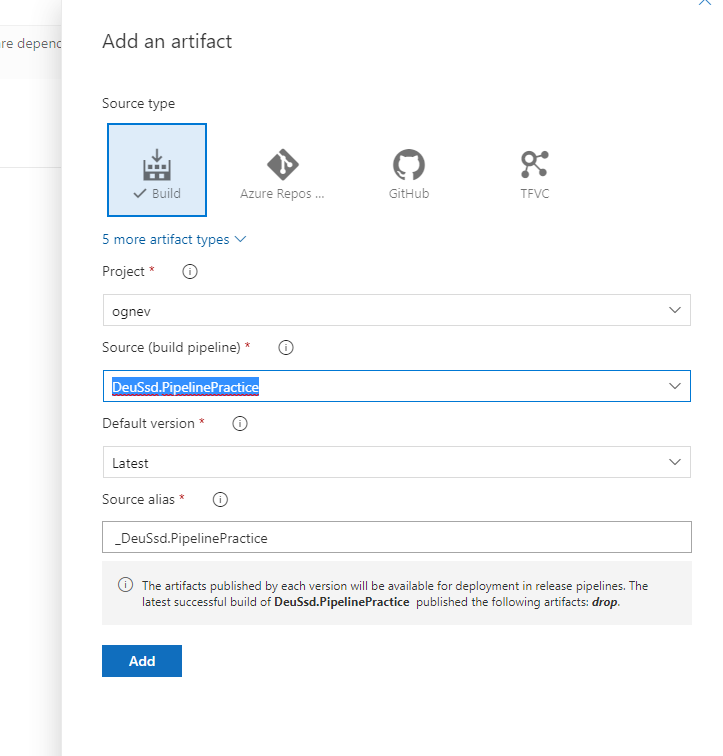 re depend
Add an artifact
Source type
Build
Azure Repos ...
GitHub
TFVC
5 more artifact types
Project *
ognev
Source (build pipeline) *
DeuSsd.PipelinePractice
Default version *
Latest
Source alias *
_DeuSsd.PipelinePractice
The artifacts published by each version will be available for deployment in release pipelines. The
latest successful build of DeuSsd.PipelinePractice published the following artifacts: drop.
Add